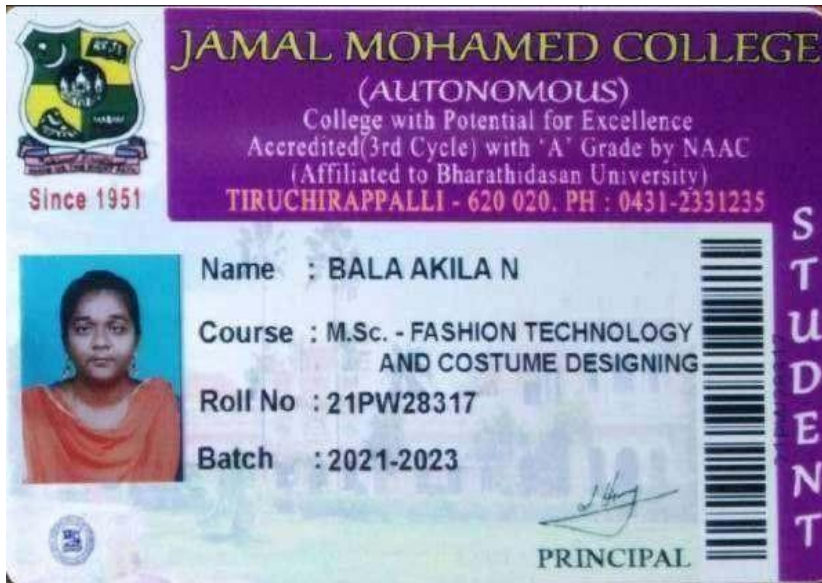 JAMAL MOHAMED COLLEGE
(AUTONOMOUS)
College with Potential for Excellence
Accredited(3rd Cycle) with 'A' Grade by NAAC
(Affiliated to Bharathidasan University)
TIRUCHIRAPPALLI - 620 020. PH : 0431-2331235
Since 1951
Name : BALA AKILA N
Course : M.Sc. - FASHION TECHNOLOGY
AND COSTUME DESIGNING
Roll No : 21PW28317
Batch : 2021-2023
PRINCIPAL
STUDENT